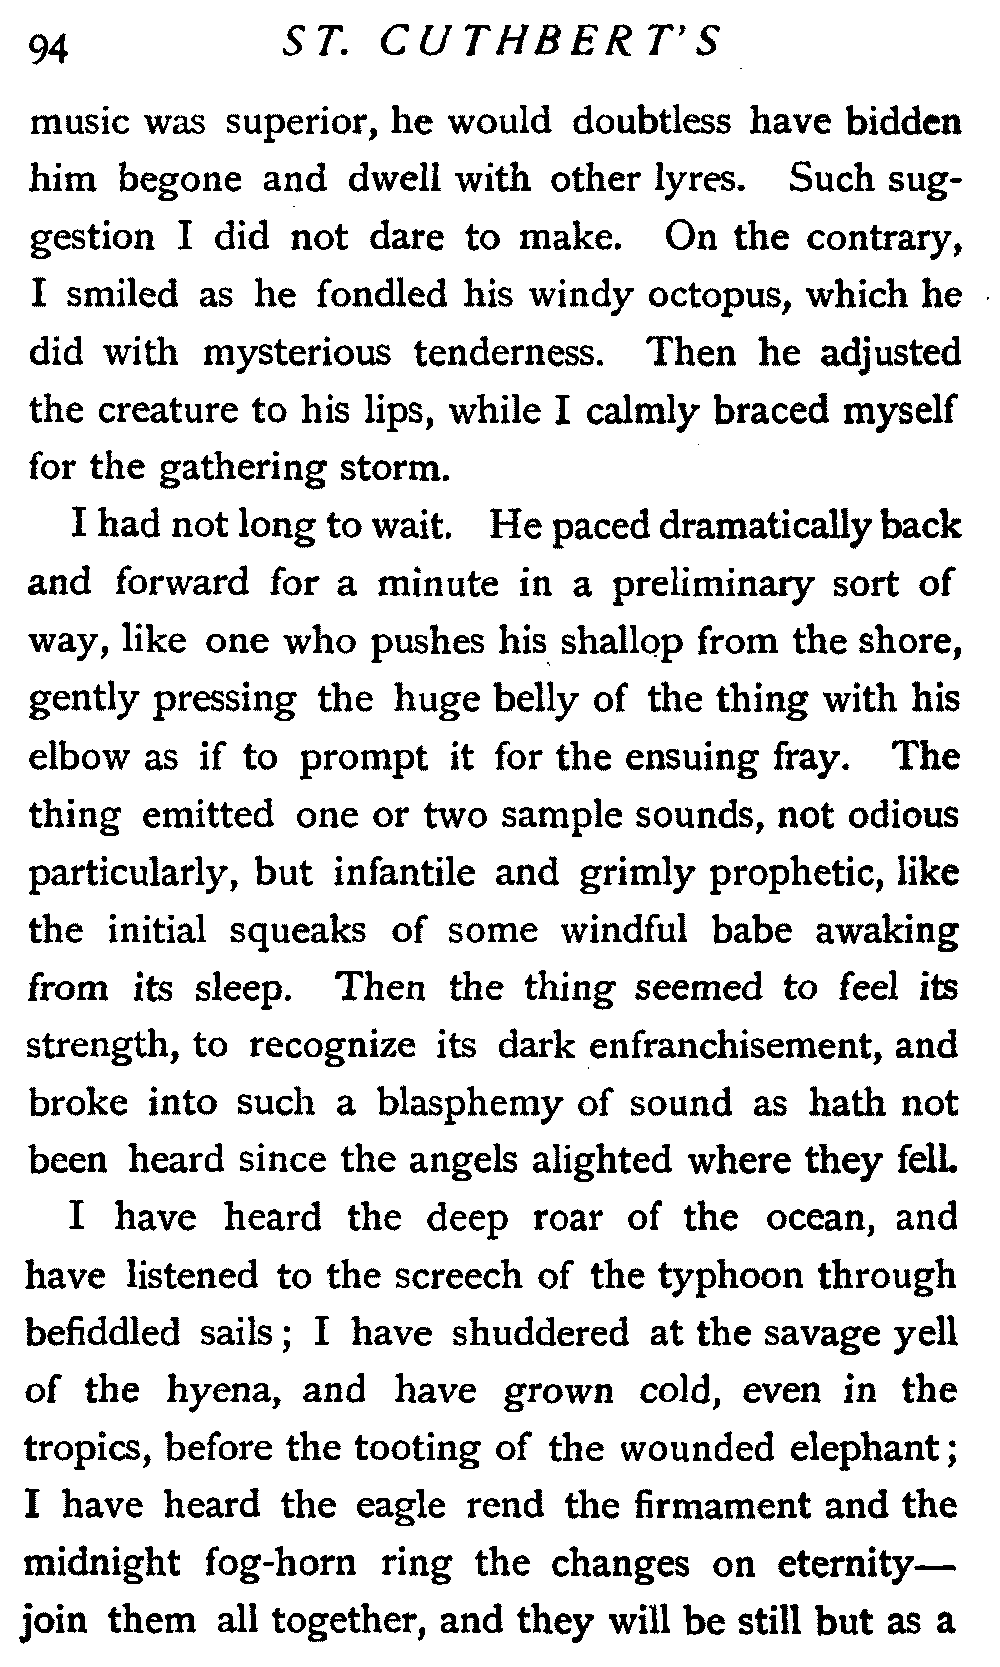 94 ST. CUTHBERT'S
music was superior, he would doubtless have bidden
him begone and dwell with other lyres. Such sug-
gestion I did not dare to make. On the contrary,
I smiled as he fondled his windy octopus, which he
did with mysterious tenderness. Then he adjusted
the creature to his lips, while I calmly braced myself
for the gathering storm.
I had not long to wait. He paced dramatically back
and forward for a minute in a preliminary sort of
way, like one who pushes his shallop from the shore,
gently pressing the huge belly of the thing with his
elbow as if to prompt it for the ensuing fray. The
thing emitted one or two sample sounds, not odious
particularly, but infantile and grimly prophetic, like
the initial squeaks of some windful babe awaking
from its sleep. Then the thing seemed to feel its
strength, to recognize its dark enfranchisement, and
broke into such a blasphemy of sound as hath not
been heard since the angels alighted where they fell.
I have heard the deep roar of the ocean, and
have listened to the screech of the typhoon through
befiddled sails; I have shuddered at the savage yell
of the hyena, and have grown cold, even in the
tropics, before the tooting of the wounded elephant;
I have heard the eagle rend the firmament and the
midnight fog-horn ring the changes on eternity—
join them all together, and they will be still but as a